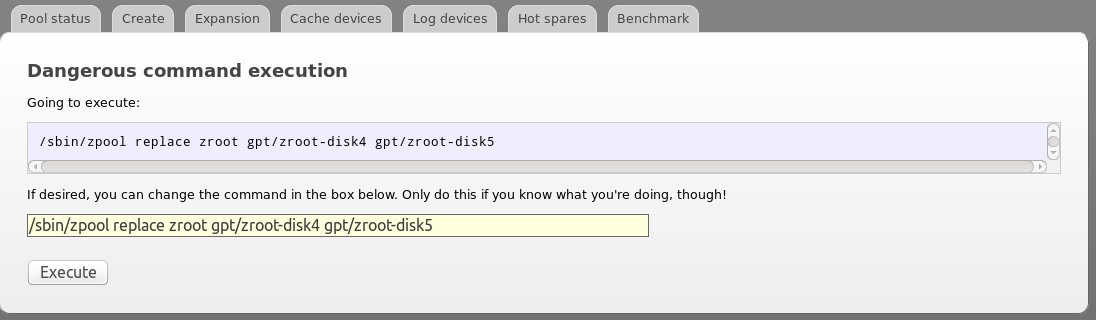 Pool status Create Expansion Cache devices Log devices Hot spares Benchmark
Dangerous command execution
Going to execute:
/sbin/zpool replace zroot gpt/zroot-disk4 gpt/zroot-disk5
If desired, you can change the command in the box below. Only do this if you know what you're doing, though!
/sbin/zpool replace zroot gpt/zroot-disk4 gpt/zroot-disk5
Execute